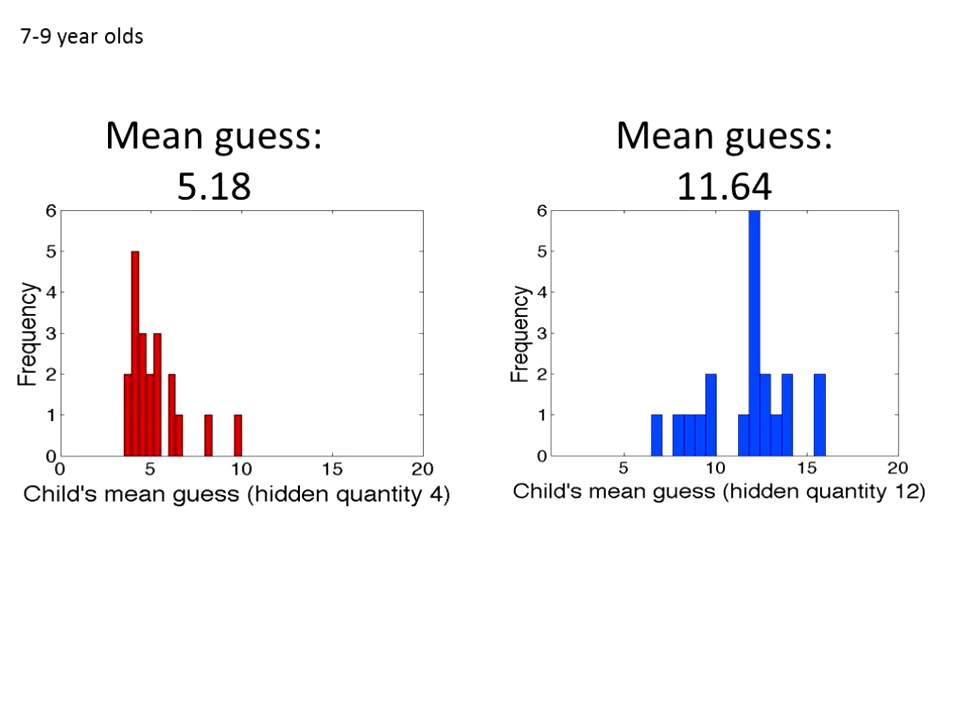 7-9 year olds
Mean guess:
5.18
6
5
4
3
2
1
0
Frequency
0 5 10 15 20
Child's mean guess (hidden quantity 4)
Mean guess:
11.64
6
5
4
3
2
1
0
Frequency
5 10 15 20
Child's mean guess (hidden quantity 12)